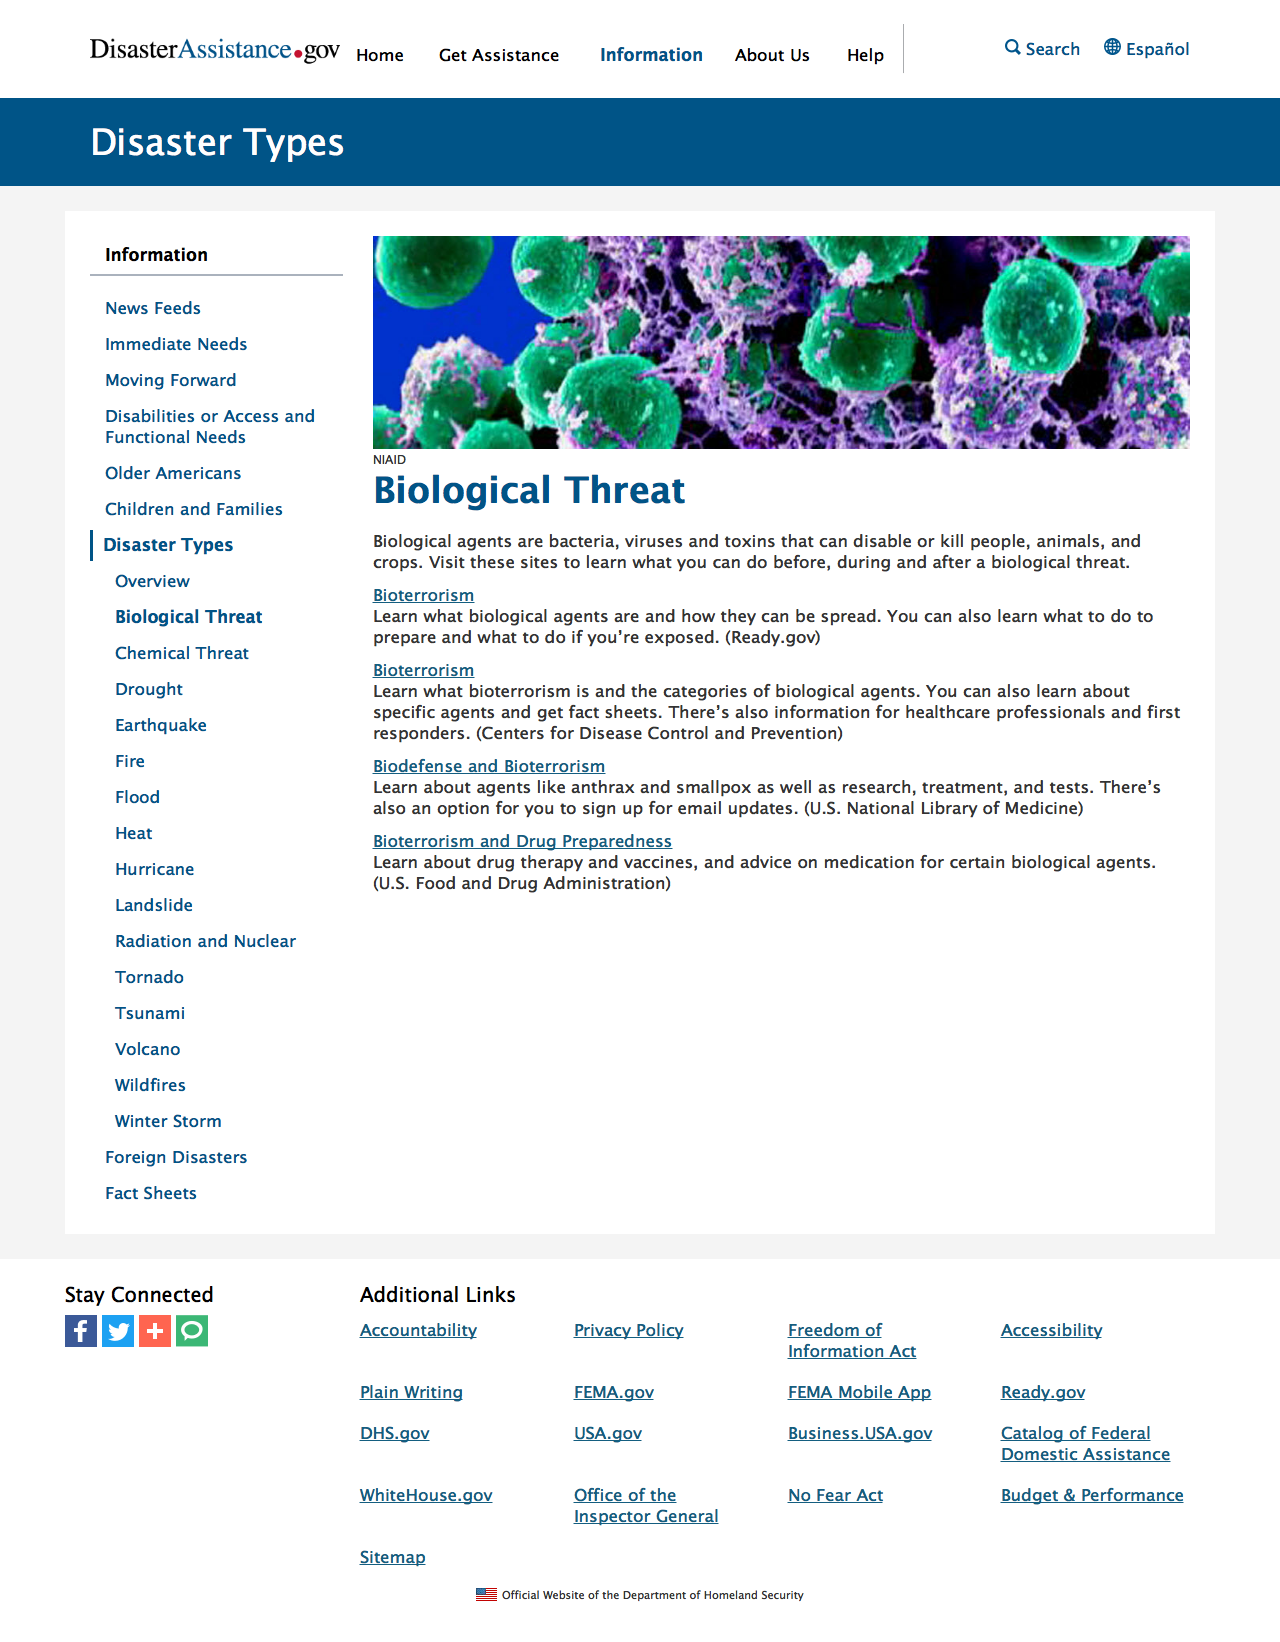 DisasterAssistance.gov
Home Get Assistance Information About Us Help
Search Español
Disaster Types
Information
News Feeds
Immediate Needs
Moving Forward
Disabilities or Access and
Functional Needs
Older Americans
Children and Families
Disaster Types
Overview
Biological Threat
Chemical Threat
Drought
Earthquake
Fire
Flood
Heat
Hurricane
Landslide
Radiation and Nuclear
Tornado
Tsunami
Volcano
Wildfires
Winter Storm
Foreign Disasters
Fact Sheets
NIAID
Biological Threat
Biological agents are bacteria, viruses and toxins that can disable or kill people, animals, and
crops. Visit these sites to learn what you can do before, during and after a biological threat.
Bioterrorism
Learn what biological agents are and how they can be spread. You can also learn what to do to
prepare and what to do if you’re exposed. (Ready.gov)
Bioterrorism
Learn what bioterrorism is and the categories of biological agents. You can also learn about
specific agents and get fact sheets. There’s also information for healthcare professionals and first
responders. (Centers for Disease Control and Prevention)
Biodefense and Bioterrorism
Learn about agents like anthrax and smallpox as well as research, treatment, and tests. There’s
also an option for you to sign up for email updates. (U.S. National Library of Medicine)
Bioterrorism and Drug Preparedness
Learn about drug therapy and vaccines, and advice on medication for certain biological agents.
(U.S. Food and Drug Administration)
Stay Connected
Additional Links
Accountability Privacy Policy Freedom of Accessibility
Information Act
Plain Writing FEMA.gov FEMA Mobile App Ready.gov
DHS.gov USA.gov Business.USA.gov Catalog of Federal
Domestic Assistance
WhiteHouse.gov Office of the No Fear Act Budget & Performance
Inspector General
Sitemap
Official Website of the Department of Homeland Security